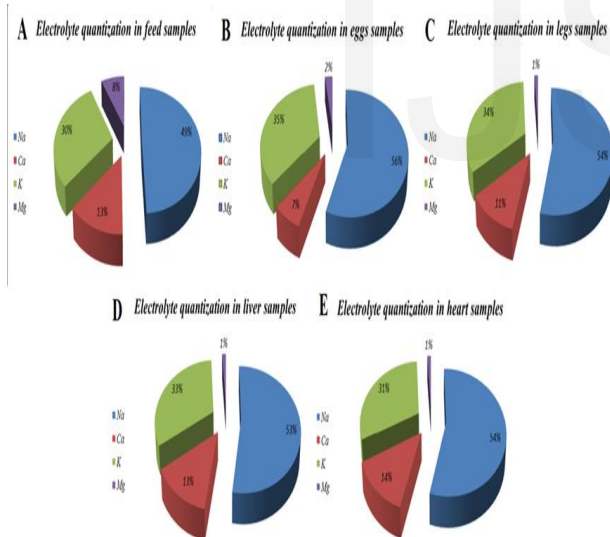 A Electrolyte quantization in feed samples
8%
30%
49%
13%
Na
Ca
K
Mg
B Electrolyte quantization in eggs samples
2%
35%
56%
7%
Na
Ca
K
Mg
C Electrolyte quantization in legs samples
1%
34%
54%
11%
Na
Ca
K
Mg
D Electrolyte quantization in liver samples
1%
33%
53%
13%
Na
Ca
K
Mg
E Electrolyte quantization in heart samples
1%
31%
54%
14%
Na
Ca
K
Mg